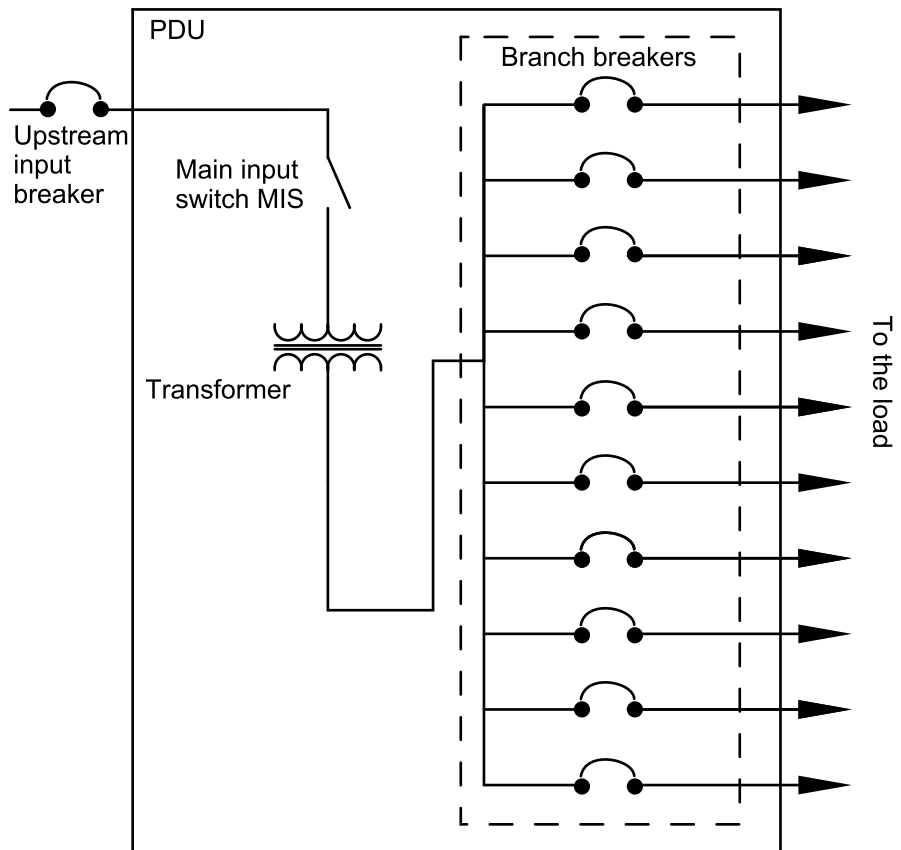 PDU
Branch breakers
Upstream
input
breaker
Main input
switch MIS
Transformer
To the load